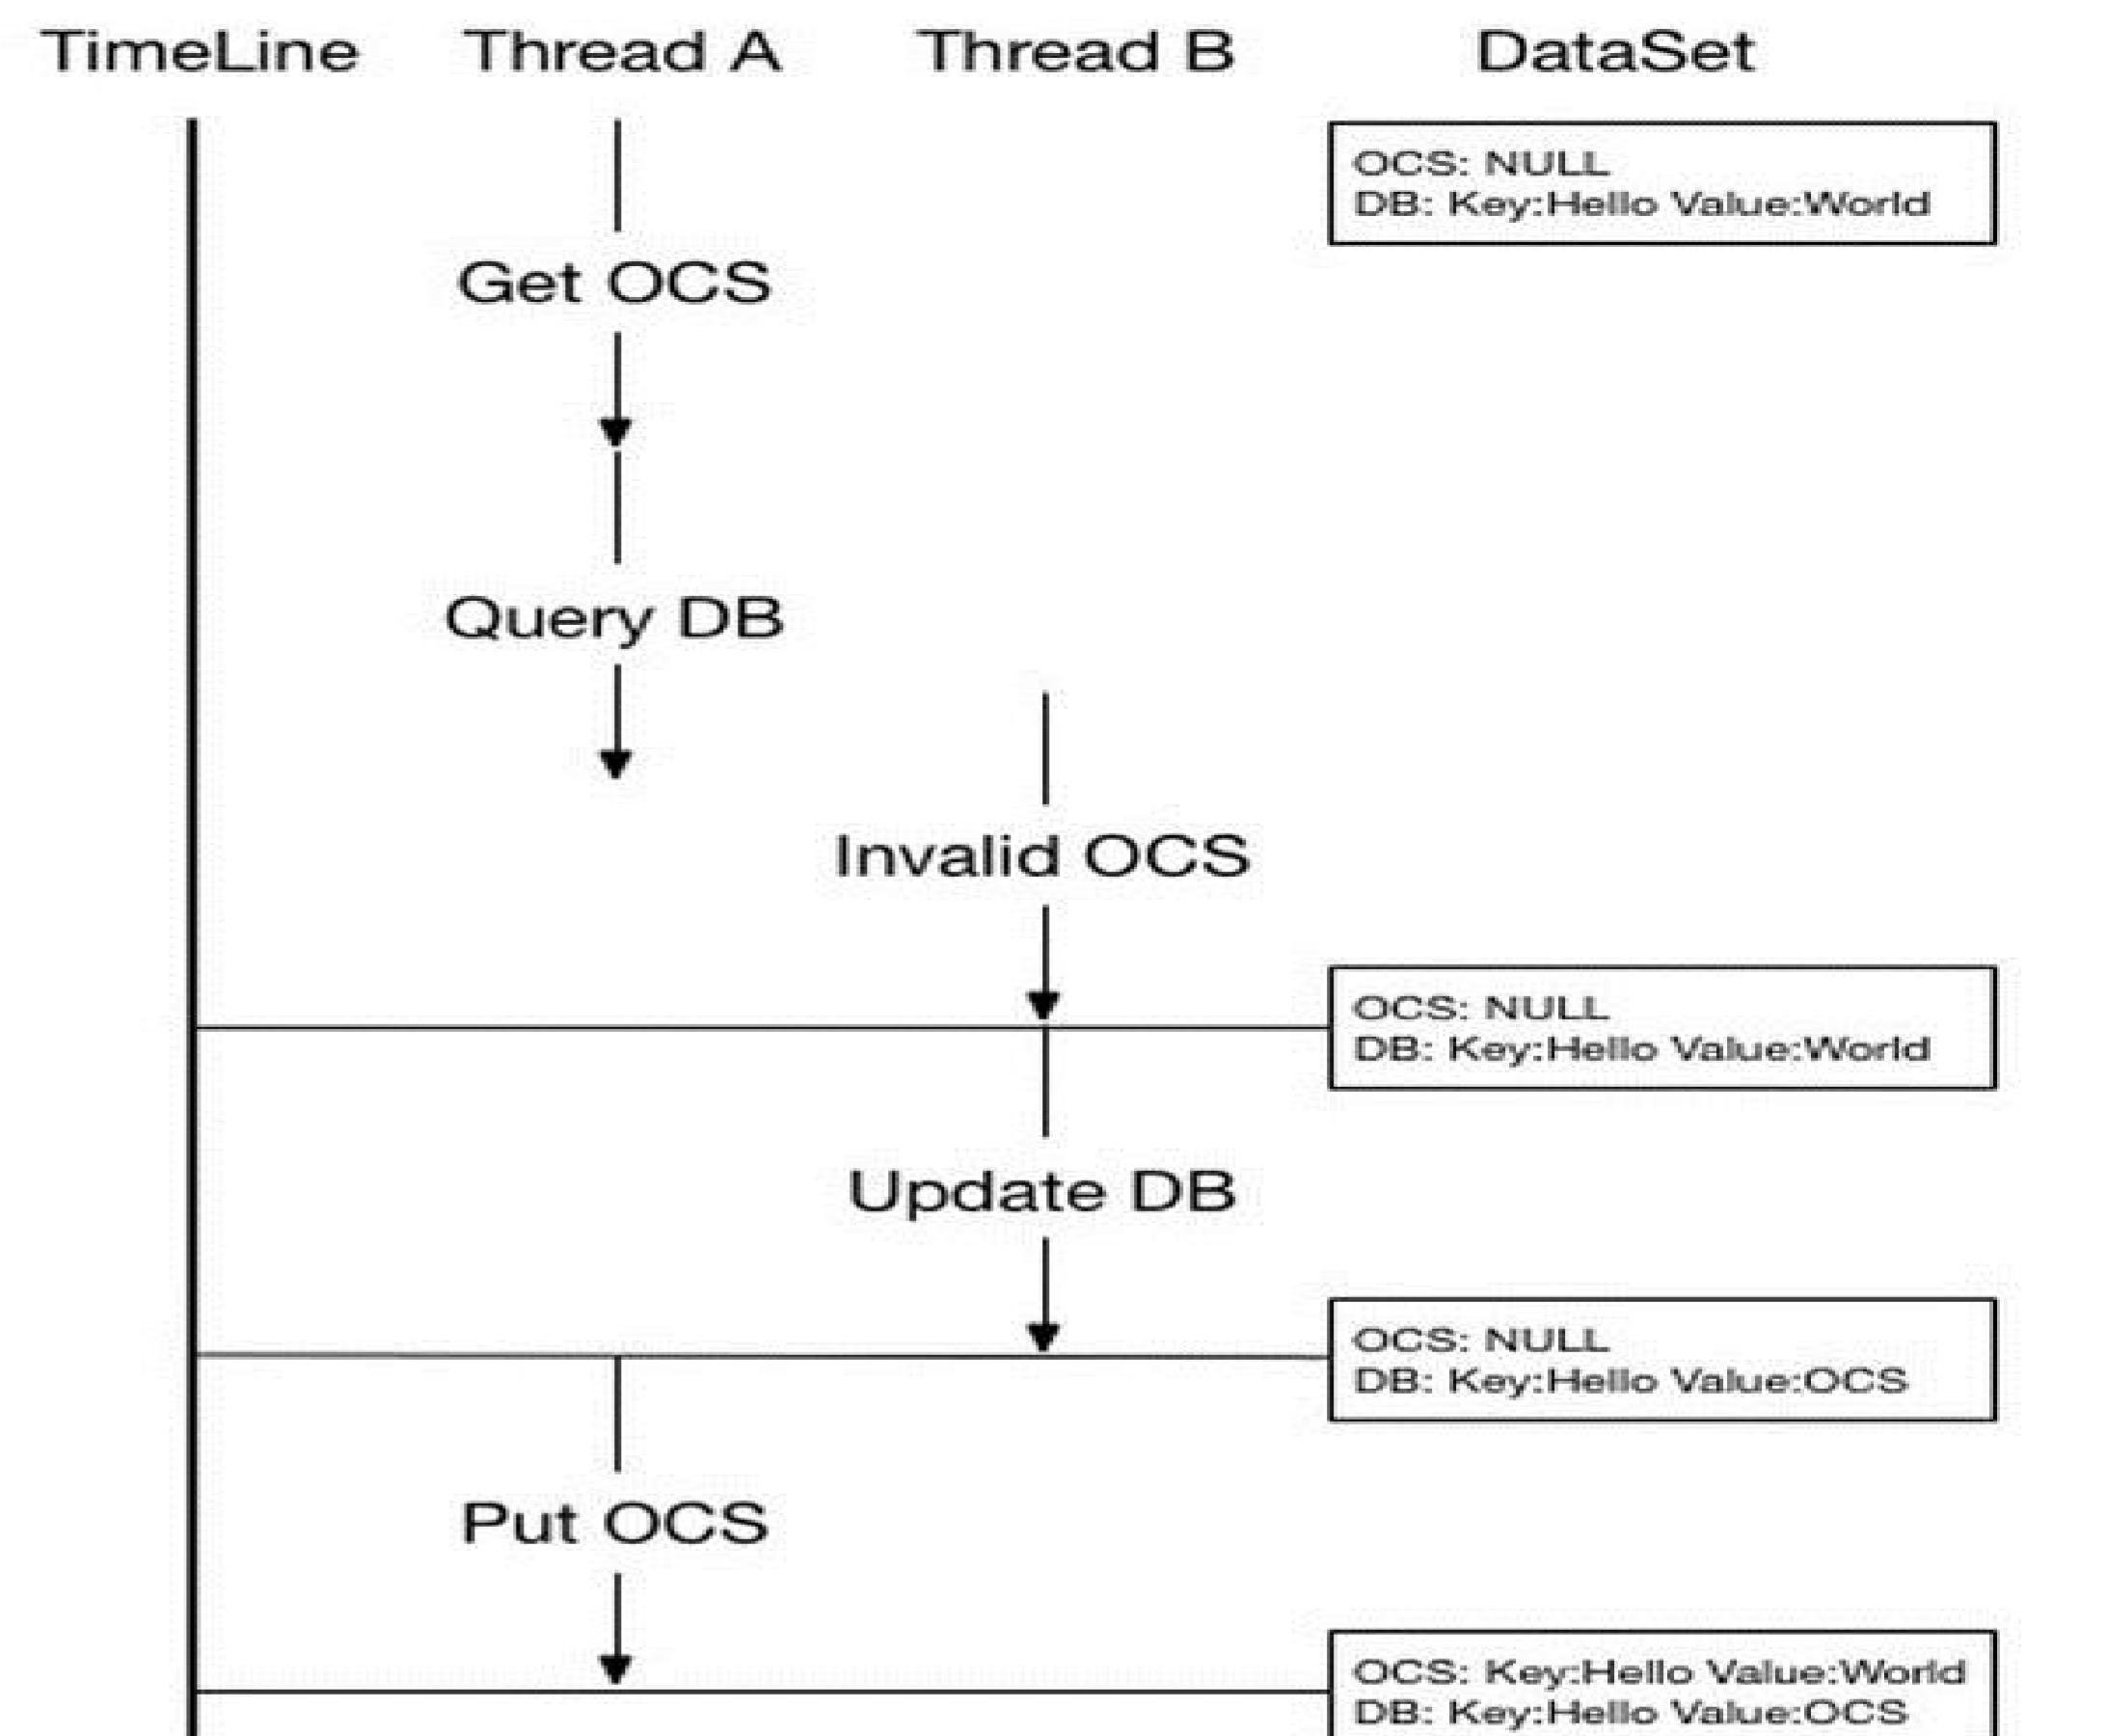 TimeLine Thread A Thread B DataSet
OCS: NULL
DB: Key:Hello Value:World
Get OCS
Query DB
Invalid OCS
OCS: NULL
DB: Key:Hello Value:World
Update DB
OCS: NULL
DB: Key:Hello Value:OCS
Put OCS
OCS: Key:Hello Value:World
DB: Key:Hello Value:OCS